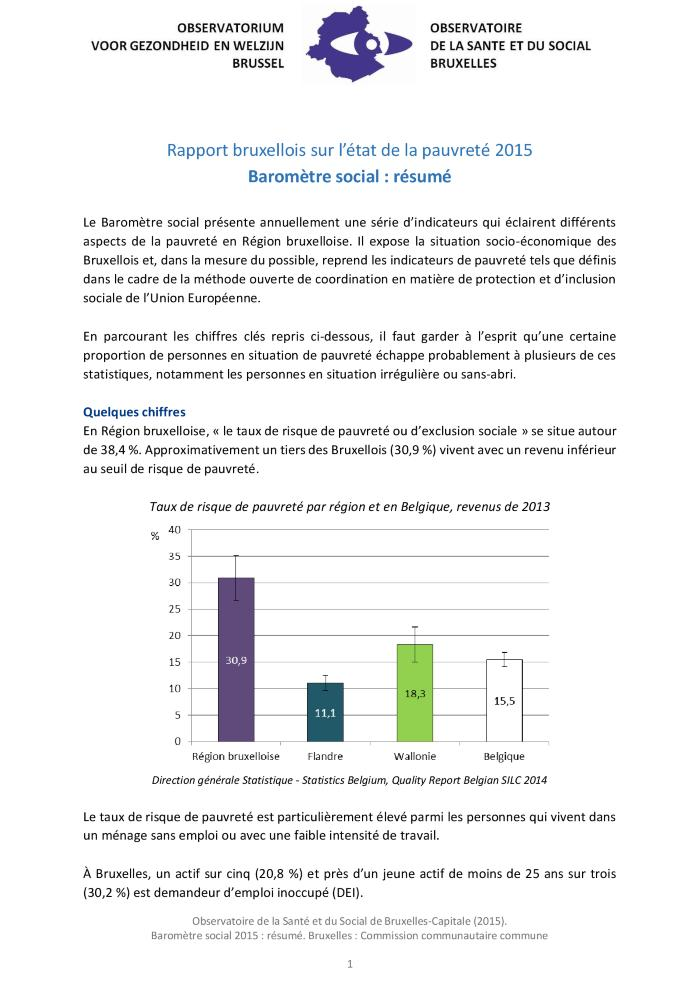 OBSERVATORIUM
VOOR GEZONDHEID EN WELZIJN
BRUSSEL
OBSERVATOIRE
DE LA SANTE ET DU SOCIAL
BRUXELLES
Rapport bruxellois sur l’état de la pauvreté 2015
Baromètre social : résumé
Le Baromètre social présente annuellement une série d’indicateurs qui éclairent différents
aspects de la pauvreté en Région bruxelloise. Il expose la situation socio-économique des
Bruxellois et, dans la mesure du possible, reprend les indicateurs de pauvreté tels que définis
dans le cadre de la méthode ouverte de coordination en matière de protection et d’inclusion
sociale de l’Union Européenne.
En parcourant les chiffres clés repris ci-dessous, il faut garder à l’esprit qu’une certaine
proportion de personnes en situation de pauvreté échappe probablement à plusieurs de ces
statistiques, notamment les personnes en situation irrégulière ou sans-abri.
Quelques chiffres
En Région bruxelloise, « le taux de risque de pauvreté ou d’exclusion sociale » se situe autour
de 38,4 %. Approximativement un tiers des Bruxellois (30,9 %) vivent avec un revenu inférieur
au seuil de risque de pauvreté.
Taux de risque de pauvreté par région et en Belgique, revenus de 2013
%
40
35
30
25
20
15
10
5
0
30,9
11,1
18,3
15,5
Région bruxelloise Flandre Wallonie Belgique
Direction générale Statistique - Statistics Belgium, Quality Report Belgian SILC 2014
Le taux de risque de pauvreté est particulièrement élevé parmi les personnes qui vivent dans
un ménage sans emploi ou avec une faible intensité de travail.
À Bruxelles, un actif sur cinq (20,8 %) et près d’un jeune actif de moins de 25 ans sur trois
(30,2 %) est demandeur d’emploi inoccupé (DEI).
Observatoire de la Santé et du Social de Bruxelles-Capitale (2015).
Baromètre social 2015 : résumé. Bruxelles : Commission communautaire commune
1